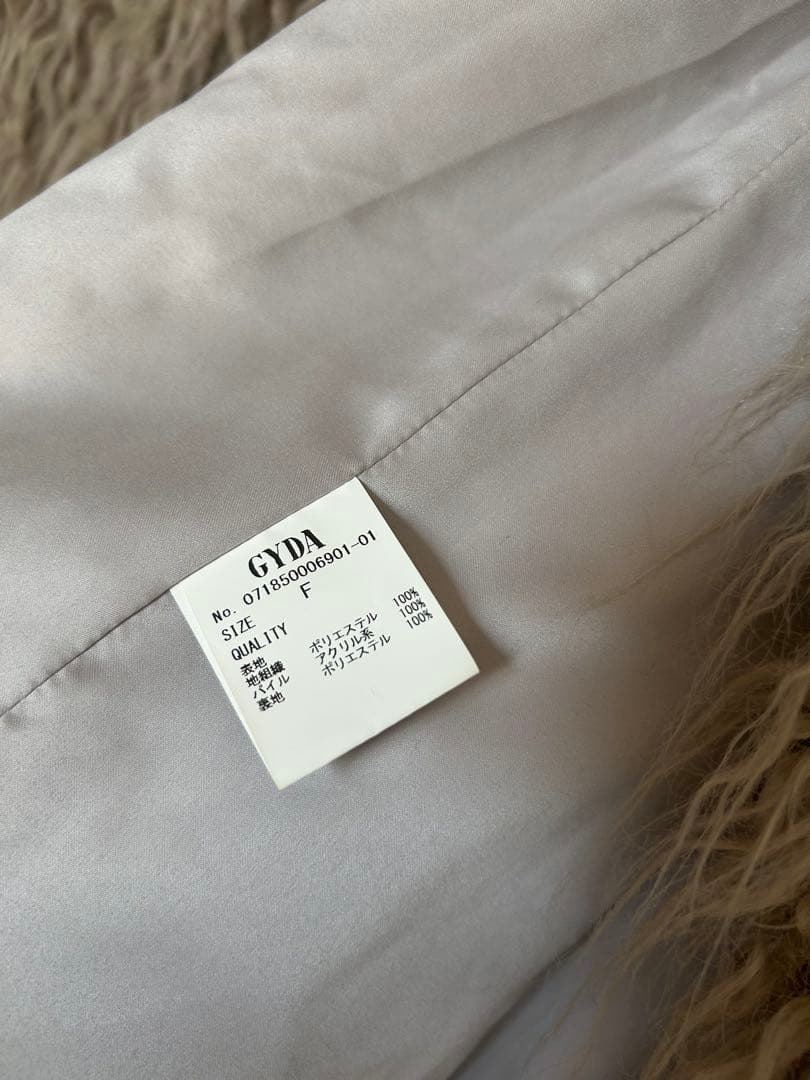 GYDA
No. 071850006901-01
SIZE F
QUALITY
表地
地組織 ポリエステル 100%
パイル アクリル系 100%
裏地 ポリエステル 100%